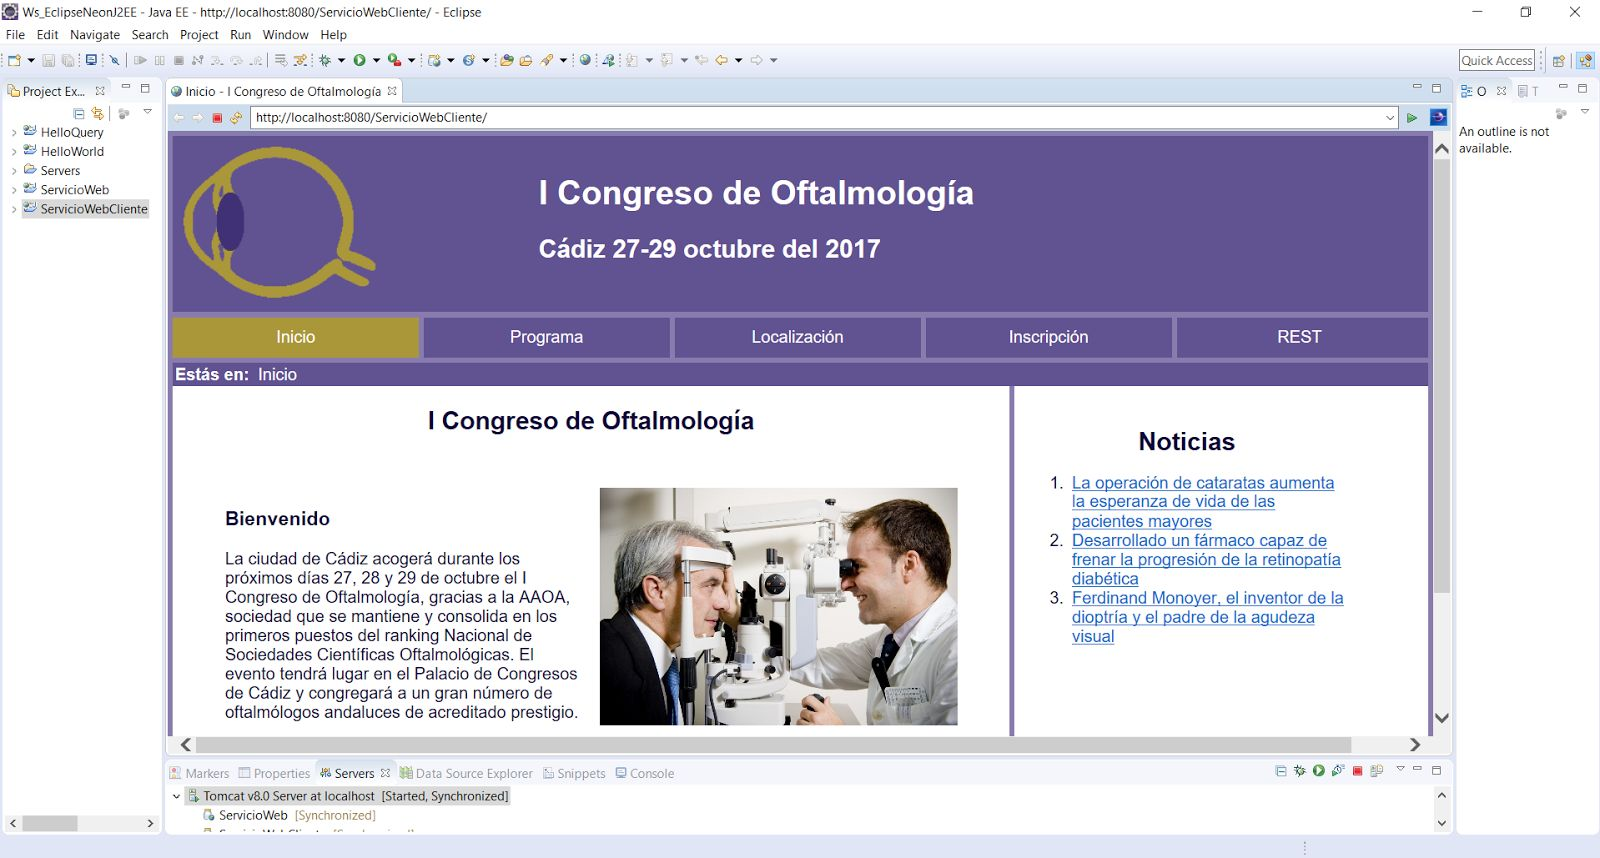 Ws_EclipseNeonJ2EE - Java EE - http://localhost:8080/ServicioWebCliente/ - Eclipse
File Edit Navigate Search Project Run Window Help
Quick Access
Project Ex...
HelloQuery
HelloWorld
Servers
ServicioWeb
ServicioWebCliente
Inicio - I Congreso de Oftalmología
http://localhost:8080/ServicioWebCliente/
I Congreso de Oftalmología
Cádiz 27-29 octubre del 2017
Inicio Programa Localización Inscripción REST
Estás en: Inicio
I Congreso de Oftalmología
Bienvenido
La ciudad de Cádiz acogerá durante los
próximos días 27, 28 y 29 de octubre el I
Congreso de Oftalmología, gracias a la AAOA,
sociedad que se mantiene y consolida en los
primeros puestos del ranking Nacional de
Sociedades Científicas Oftalmológicas. El
evento tendrá lugar en el Palacio de Congresos
de Cádiz y congregará a un gran número de
oftalmólogos andaluces de acreditado prestigio.
Noticias
1. La operación de cataratas aumenta
la esperanza de vida de las
pacientes mayores
2. Desarrollado un fármaco capaz de
frenar la progresión de la retinopatía
diabética
3. Ferdinand Monoyer, el inventor de la
dioptría y el padre de la agudeza
visual
O T
An outline is not
available.
Markers Properties Servers Data Source Explorer Snippets Console
Tomcat v8.0 Server at localhost [Started, Synchronized]
ServicioWeb [Synchronized]